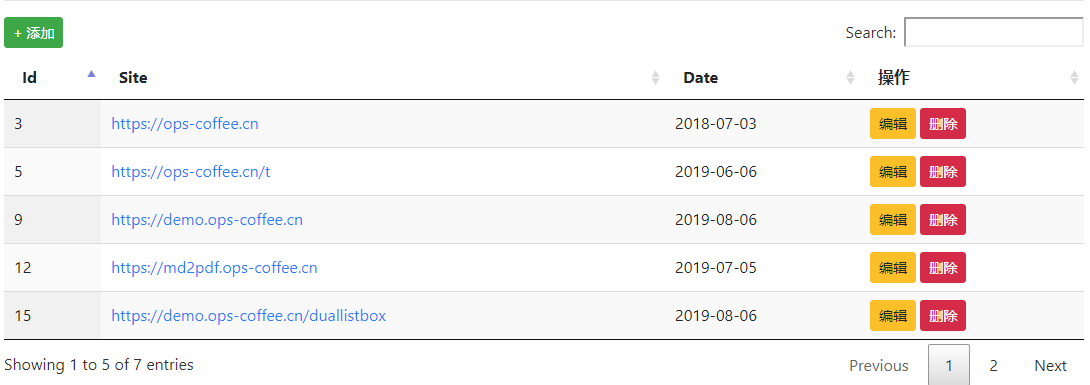 + 添加 Search:
Id Site Date 操作
3 https://ops-coffee.cn 2018-07-03 编辑 删除
5 https://ops-coffee.cn/t 2019-06-06 编辑 删除
9 https://demo.ops-coffee.cn 2019-08-06 编辑 删除
12 https://md2pdf.ops-coffee.cn 2019-07-05 编辑 删除
15 https://demo.ops-coffee.cn/duallistbox 2019-08-06 编辑 删除
Showing 1 to 5 of 7 entries Previous 1 2 Next